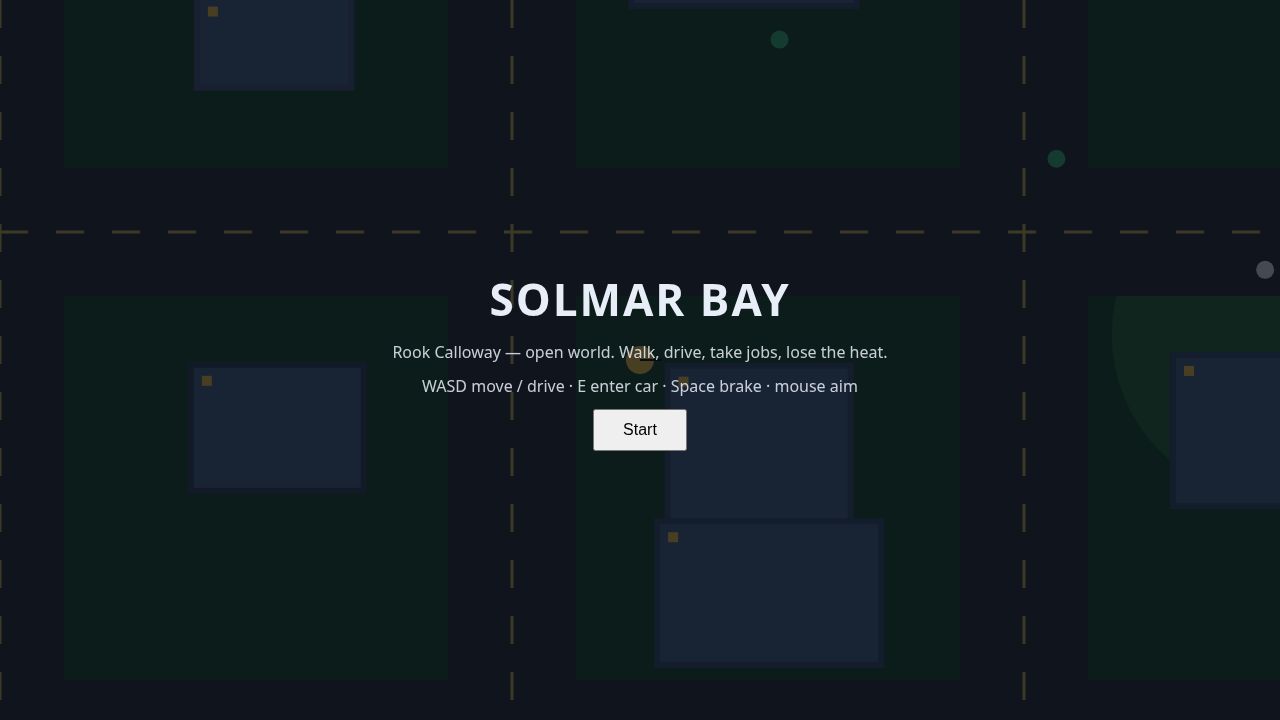 SOLMAR BAY
Rook Calloway — open world. Walk, drive, take jobs, lose the heat.
WASD move / drive · E enter car · Space brake · mouse aim
Start